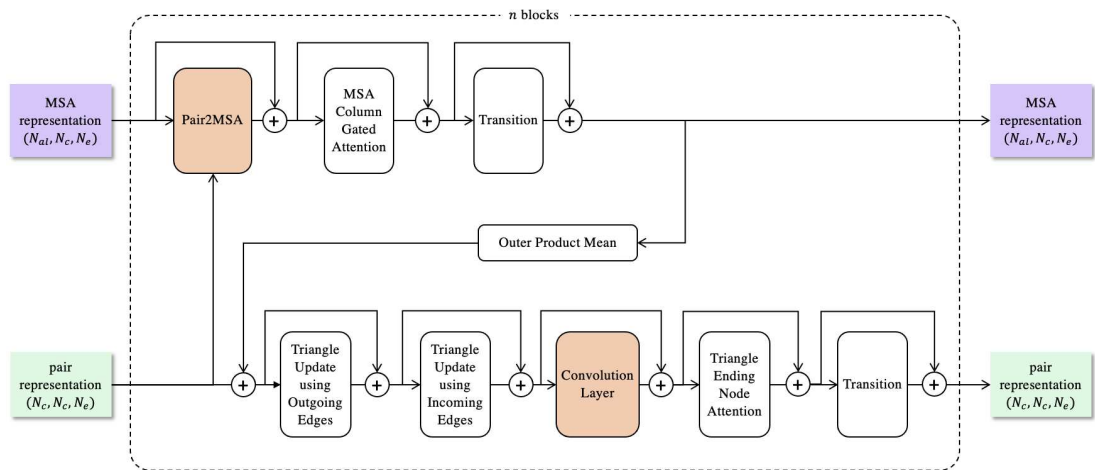 n blocks
MSA
representation
(N_al, N_c, N_e)
Pair2MSA
+
MSA
Column
Gated
Attention
+
Transition
+
MSA
representation
(N_al, N_c, N_e)
Outer Product Mean
pair
representation
(N_c, N_c, N_e)
+
Triangle
Update
using
Outgoing
Edges
+
Triangle
Update
using
Incoming
Edges
+
Convolution
Layer
+
Triangle
Ending
Node
Attention
+
Transition
+
pair
representation
(N_c, N_c, N_e)